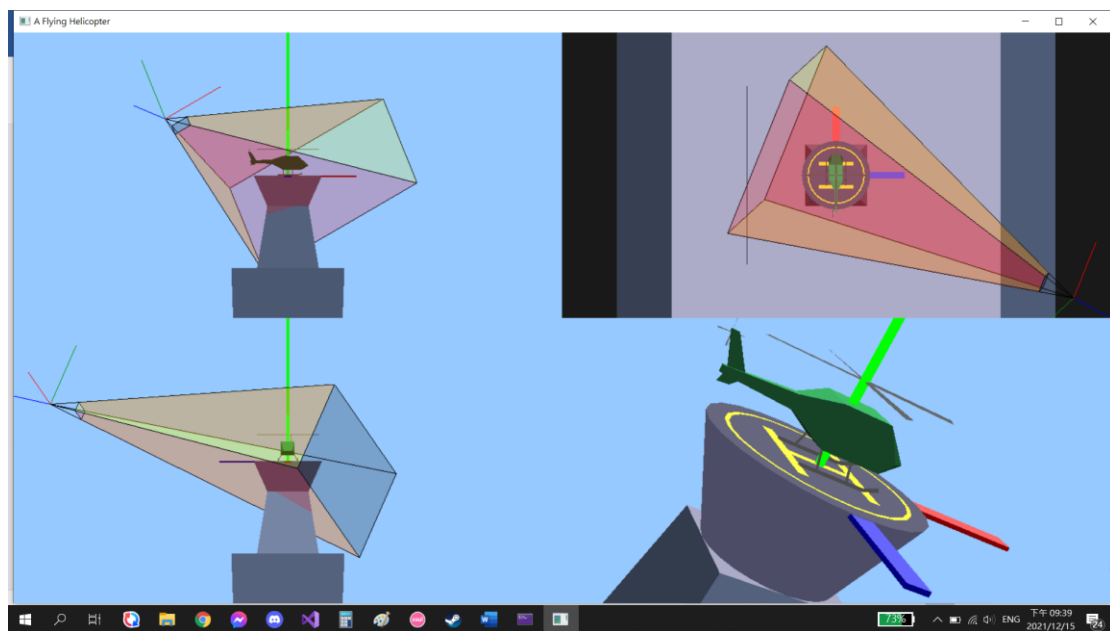 A Flying Helicopter
H
73%
ENG
下午 09:39
2021/12/15
24